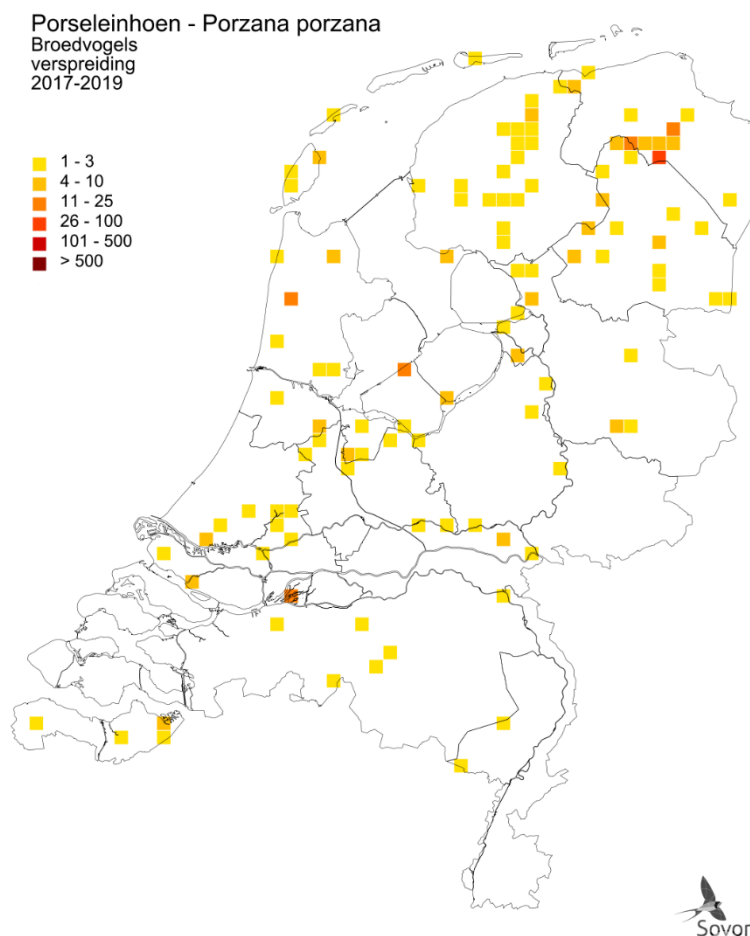 Porseleinhoen - Porzana porzana
Broedvogels
verspreiding
2017-2019
1 - 3
4 - 10
11 - 25
26 - 100
101 - 500
> 500
Sovon